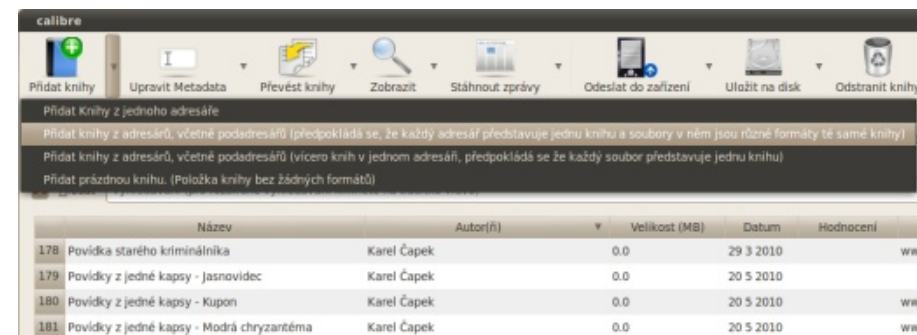 calibre
Přidat knihy Upravit Metadata Převést knihy Zobrazit Stáhnout zprávy Odeslat do zařízení Uložit na disk Odstranit knihy
Přidat Knihy z jednoho adresáře
Přidat knihy z adresárů, včetně podadresářů (předpokládá se, že každý adresář představuje jednu knihu a soubory v něm jsou různé formáty té samé knihy)
Přidat knihy z adresárů, včetně podadresářů (vícero knih v jednom adresáři, předpokládá se že každý soubor představuje jednu knihu)
Přidat prázdnou knihu. (Položka knihy bez žádných formátů)
Název Autor(ři) Velikost (MB) Datum Hodnocení
178 Povídka starého kriminálníka Karel Čapek 0.0 29 3 2010
179 Povídky z jedné kapsy - Jasnovidec Karel Čapek 0.0 20 5 2010
180 Povídky z jedné kapsy - Kupon Karel Čapek 0.0 20 5 2010
181 Povídky z jedné kapsy - Modrá chryzantéma Karel Čapek 0.0 20 5 2010